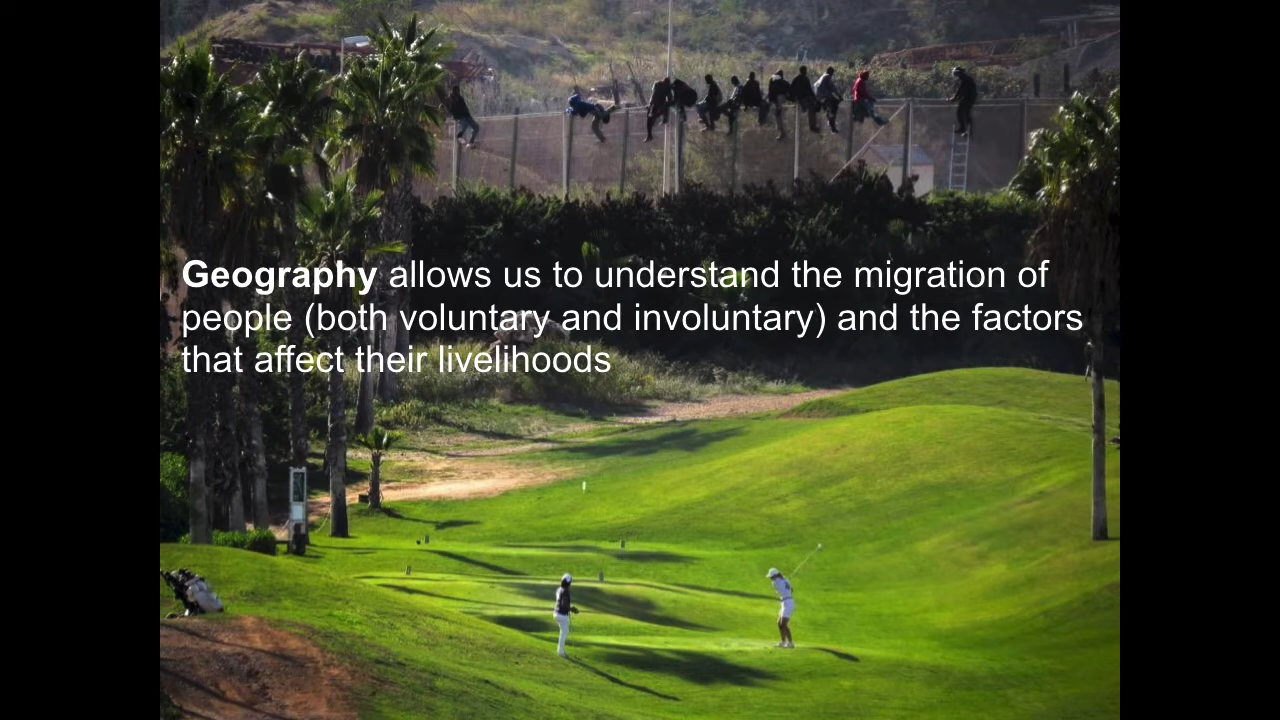 Geography allows us to understand the migration of
people (both voluntary and involuntary) and the factors
that affect their livelihoods